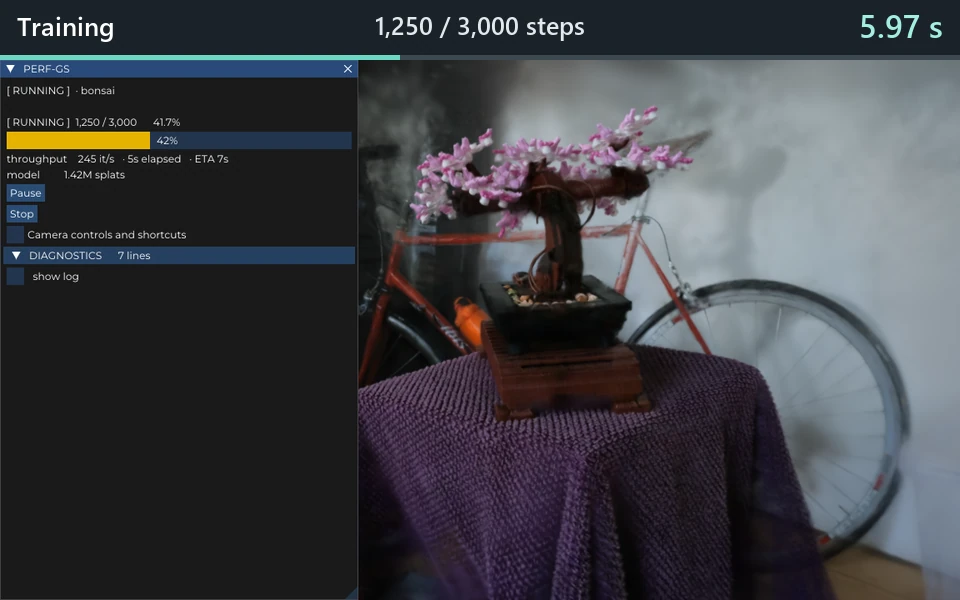 Training 1,250 / 3,000 steps 5.97 s
PERF-GS
[ RUNNING ] · bonsai
[ RUNNING ] 1,250 / 3,000 41.7%
42%
throughput 245 it/s · 5s elapsed · ETA 7s
model 1.42M splats
Pause
Stop
Camera controls and shortcuts
DIAGNOSTICS 7 lines
show log